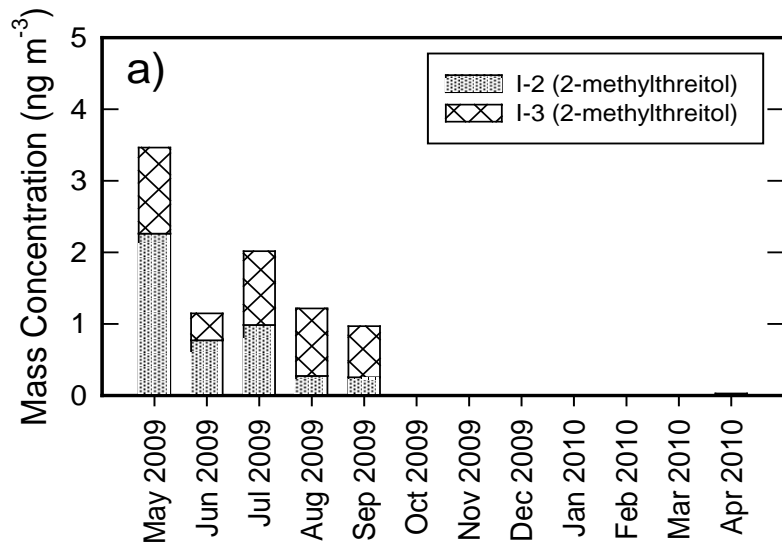 a)
I-2 (2-methylthreitol)
I-3 (2-methylthreitol)
Mass Concentration (ng m⁻³)
5
4
3
2
1
0
May 2009
Jun 2009
Jul 2009
Aug 2009
Sep 2009
Oct 2009
Nov 2009
Dec 2009
Jan 2010
Feb 2010
Mar 2010
Apr 2010